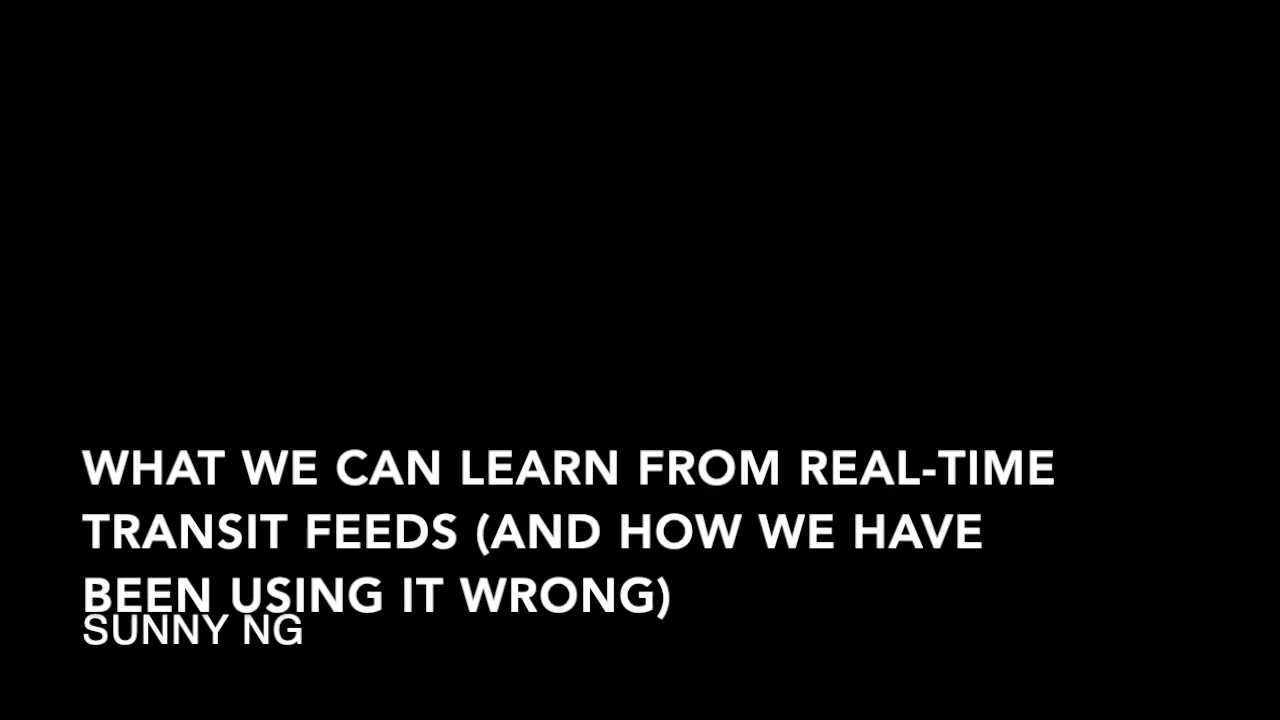 WHAT WE CAN LEARN FROM REAL-TIME
TRANSIT FEEDS (AND HOW WE HAVE
BEEN USING IT WRONG)
SUNNY NG